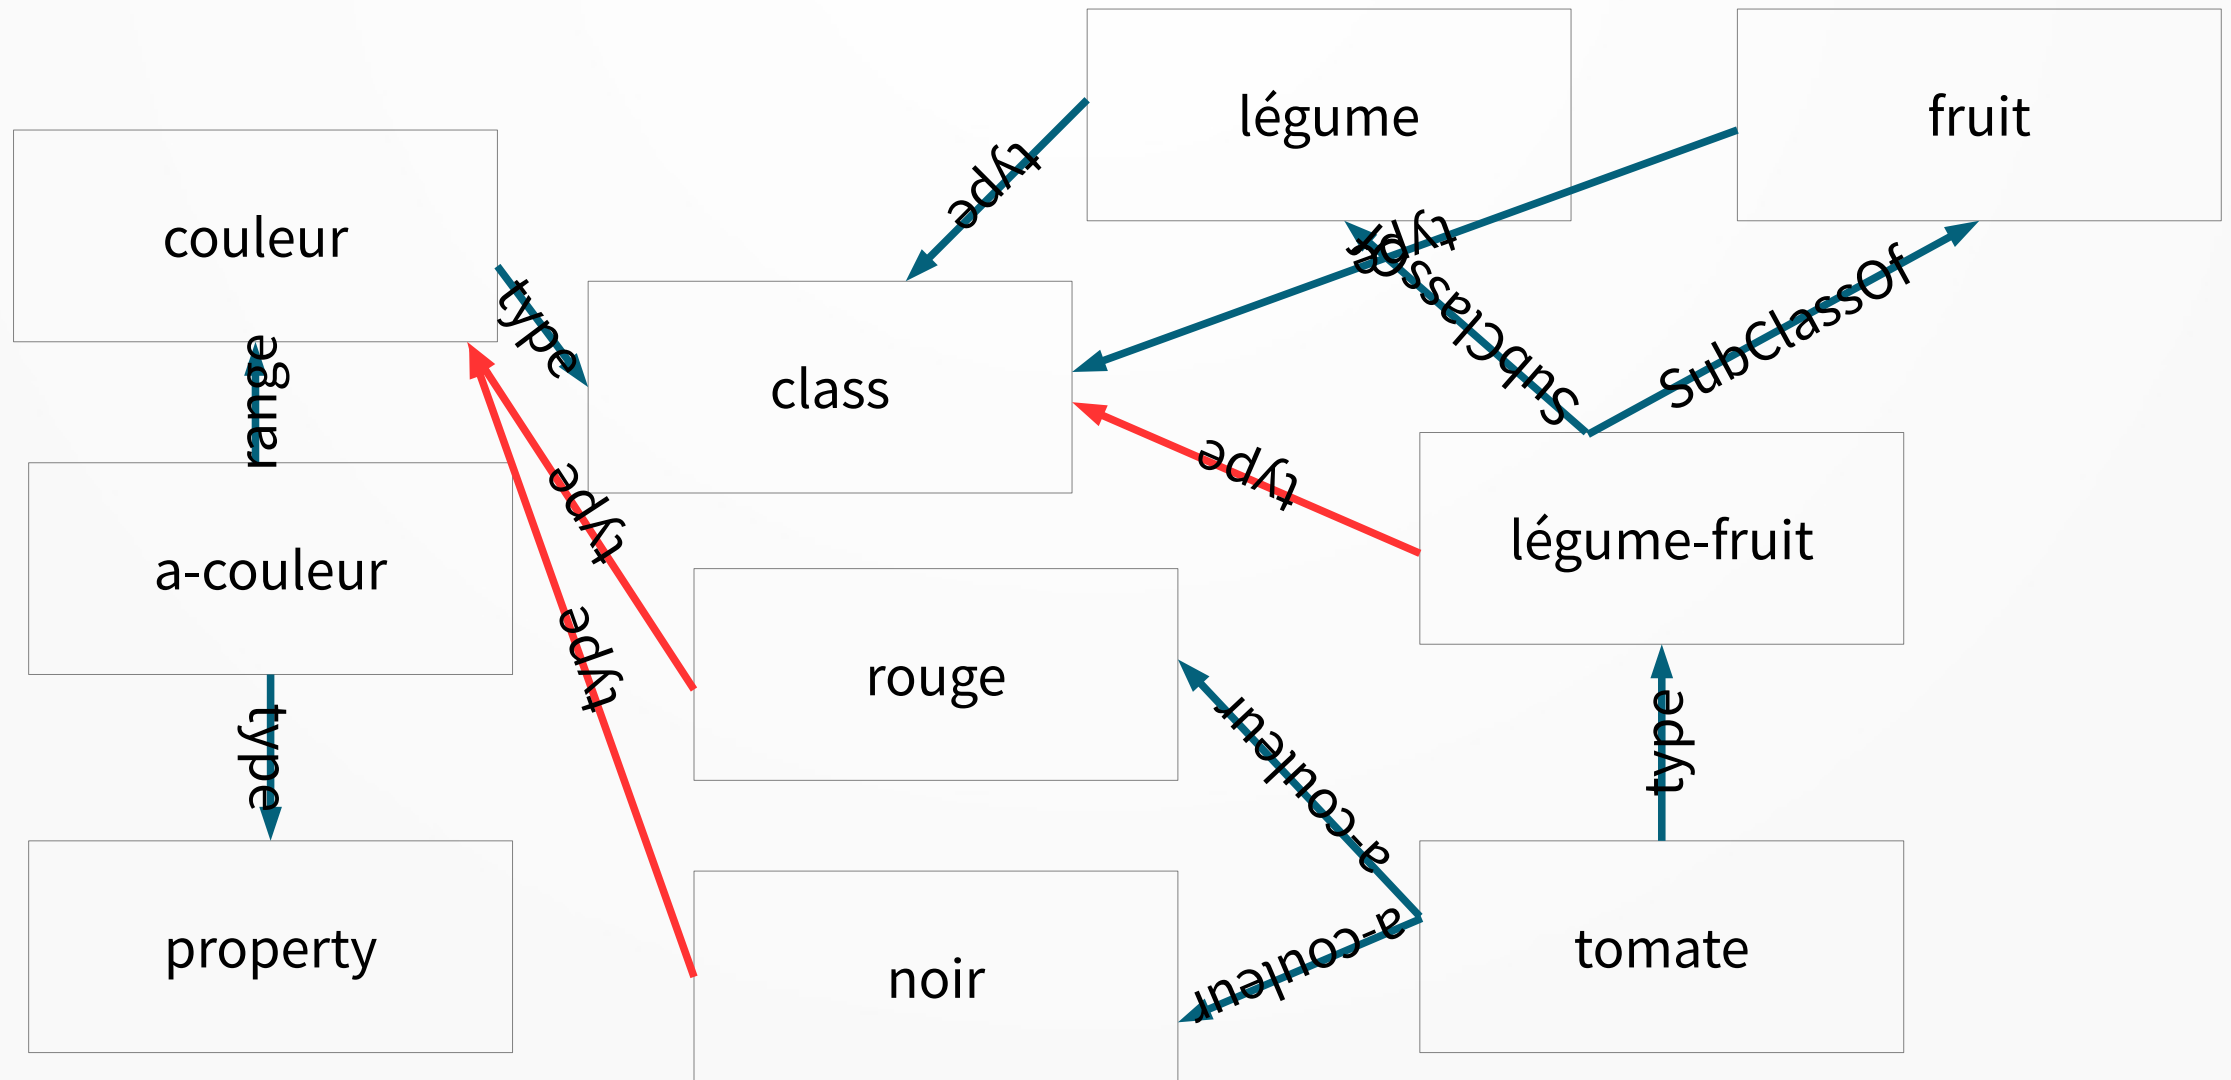 légume
fruit
type
couleur
type
type
SubClassOf
SubClassOf
range
class
type
type
légume-fruit
a-couleur
rouge
type
type
a-couleur
type
property
noir
a-couleur
tomate